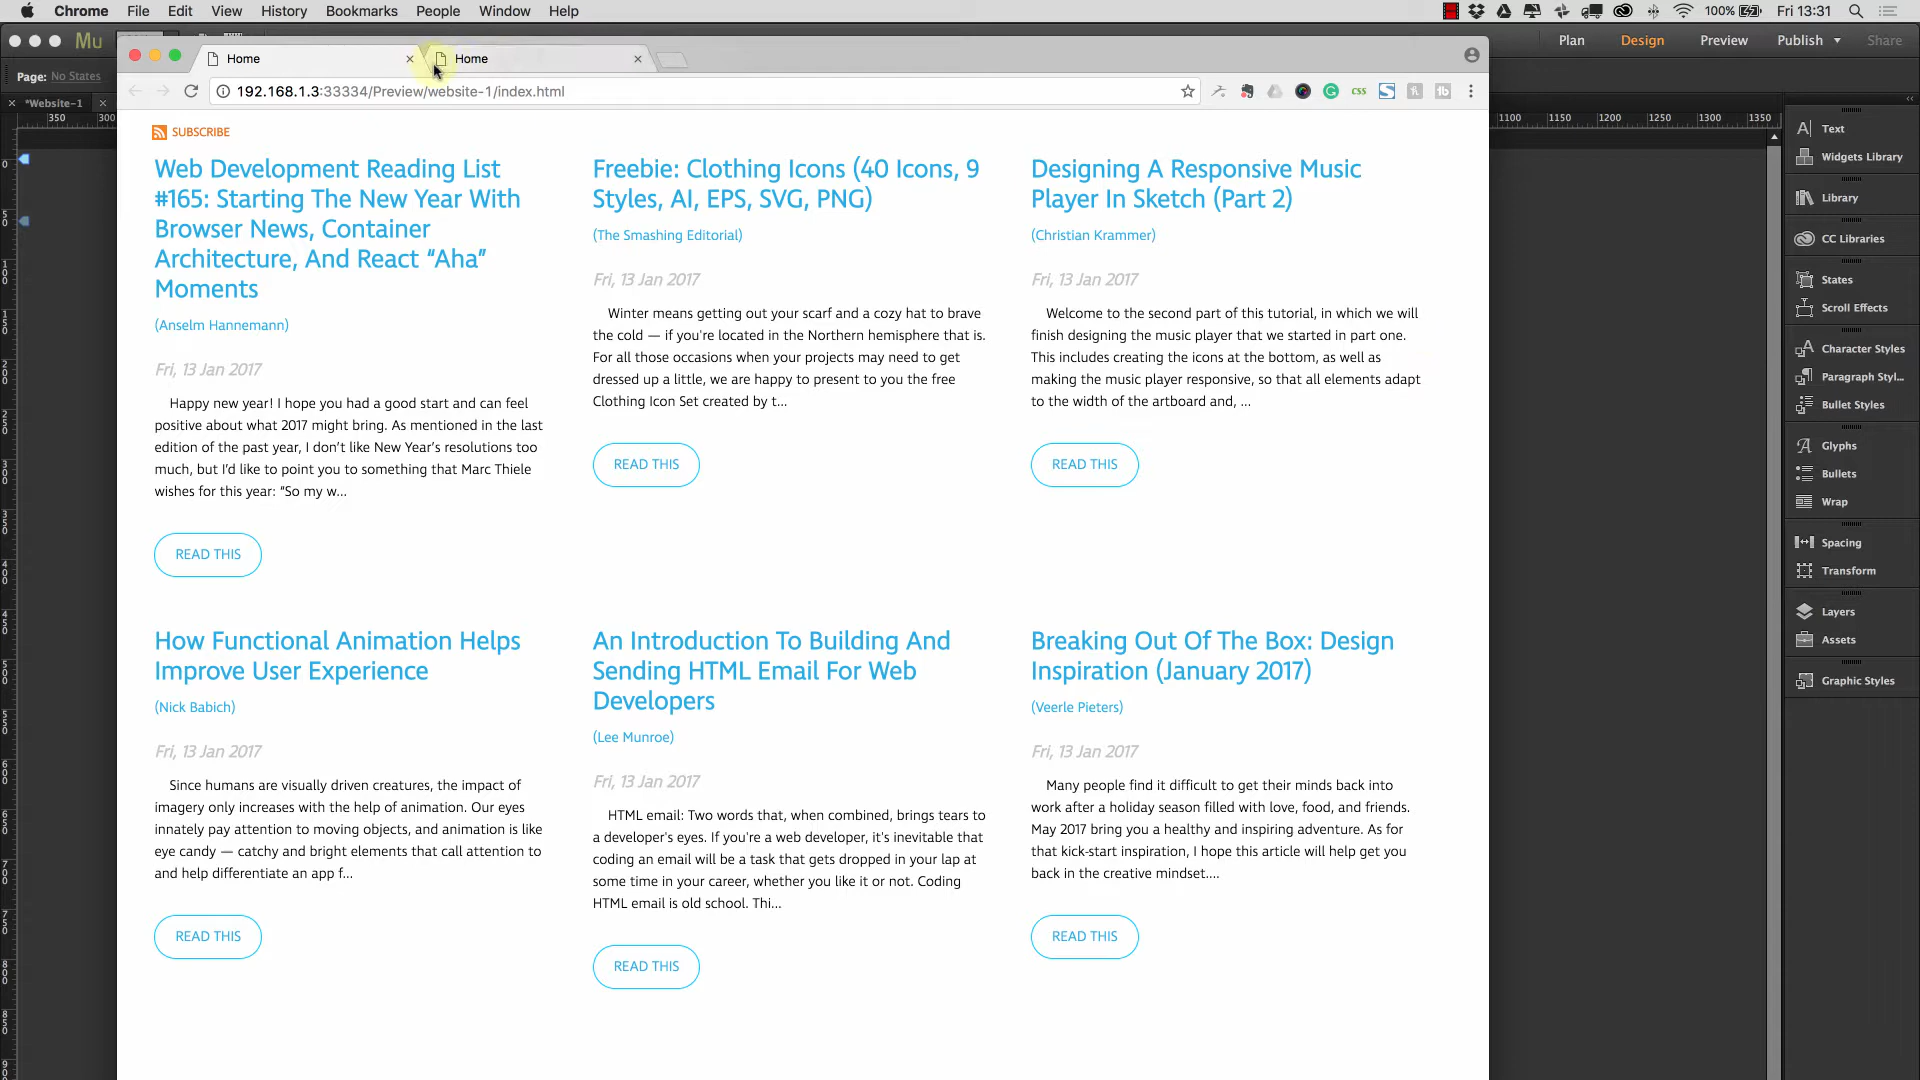 Chrome File Edit View History Bookmarks People Window Help 100% Fri 13:31
Mu Plan Design Preview Publish Share
Home Home
Page: No States
192.168.1.3:33334/Preview/website-1/index.html
*Website-1
350 300 1100 1150 1200 1250 1300 1350
SUBSCRIBE
Web Development Reading List
#165: Starting The New Year With
Browser News, Container
Architecture, And React “Aha”
Moments
(Anselm Hannemann)
Fri, 13 Jan 2017
Happy new year! I hope you had a good start and can feel
positive about what 2017 might bring. As mentioned in the last
edition of the past year, I don’t like New Year’s resolutions too
much, but I’d like to point you to something that Marc Thiele
wishes for this year: “So my w...
READ THIS
Freebie: Clothing Icons (40 Icons, 9
Styles, AI, EPS, SVG, PNG)
(The Smashing Editorial)
Fri, 13 Jan 2017
Winter means getting out your scarf and a cozy hat to brave
the cold — if you're located in the Northern hemisphere that is.
For all those occasions when your projects may need to get
dressed up a little, we are happy to present to you the free
Clothing Icon Set created by t...
READ THIS
Designing A Responsive Music
Player In Sketch (Part 2)
(Christian Krammer)
Fri, 13 Jan 2017
Welcome to the second part of this tutorial, in which we will
finish designing the music player that we started in part one.
This includes creating the icons at the bottom, as well as
making the music player responsive, so that all elements adapt
to the width of the artboard and, ...
READ THIS
How Functional Animation Helps
Improve User Experience
(Nick Babich)
Fri, 13 Jan 2017
Since humans are visually driven creatures, the impact of
imagery only increases with the help of animation. Our eyes
innately pay attention to moving objects, and animation is like
eye candy — catchy and bright elements that call attention to
and help differentiate an app f...
READ THIS
An Introduction To Building And
Sending HTML Email For Web
Developers
(Lee Munroe)
Fri, 13 Jan 2017
HTML email: Two words that, when combined, brings tears to
a developer's eyes. If you're a web developer, it's inevitable that
coding an email will be a task that gets dropped in your lap at
some time in your career, whether you like it or not. Coding
HTML email is old school. Thi...
READ THIS
Breaking Out Of The Box: Design
Inspiration (January 2017)
(Veerle Pieters)
Fri, 13 Jan 2017
Many people find it difficult to get their minds back into
work after a holiday season filled with love, food, and friends.
May 2017 bring you a healthy and inspiring adventure. As for
that kick-start inspiration, I hope this article will help get you
back in the creative mindset....
READ THIS
Text
Widgets Library
Library
CC Libraries
States
Scroll Effects
Character Styles
Paragraph Styl...
Bullet Styles
Glyphs
Bullets
Wrap
Spacing
Transform
Layers
Assets
Graphic Styles